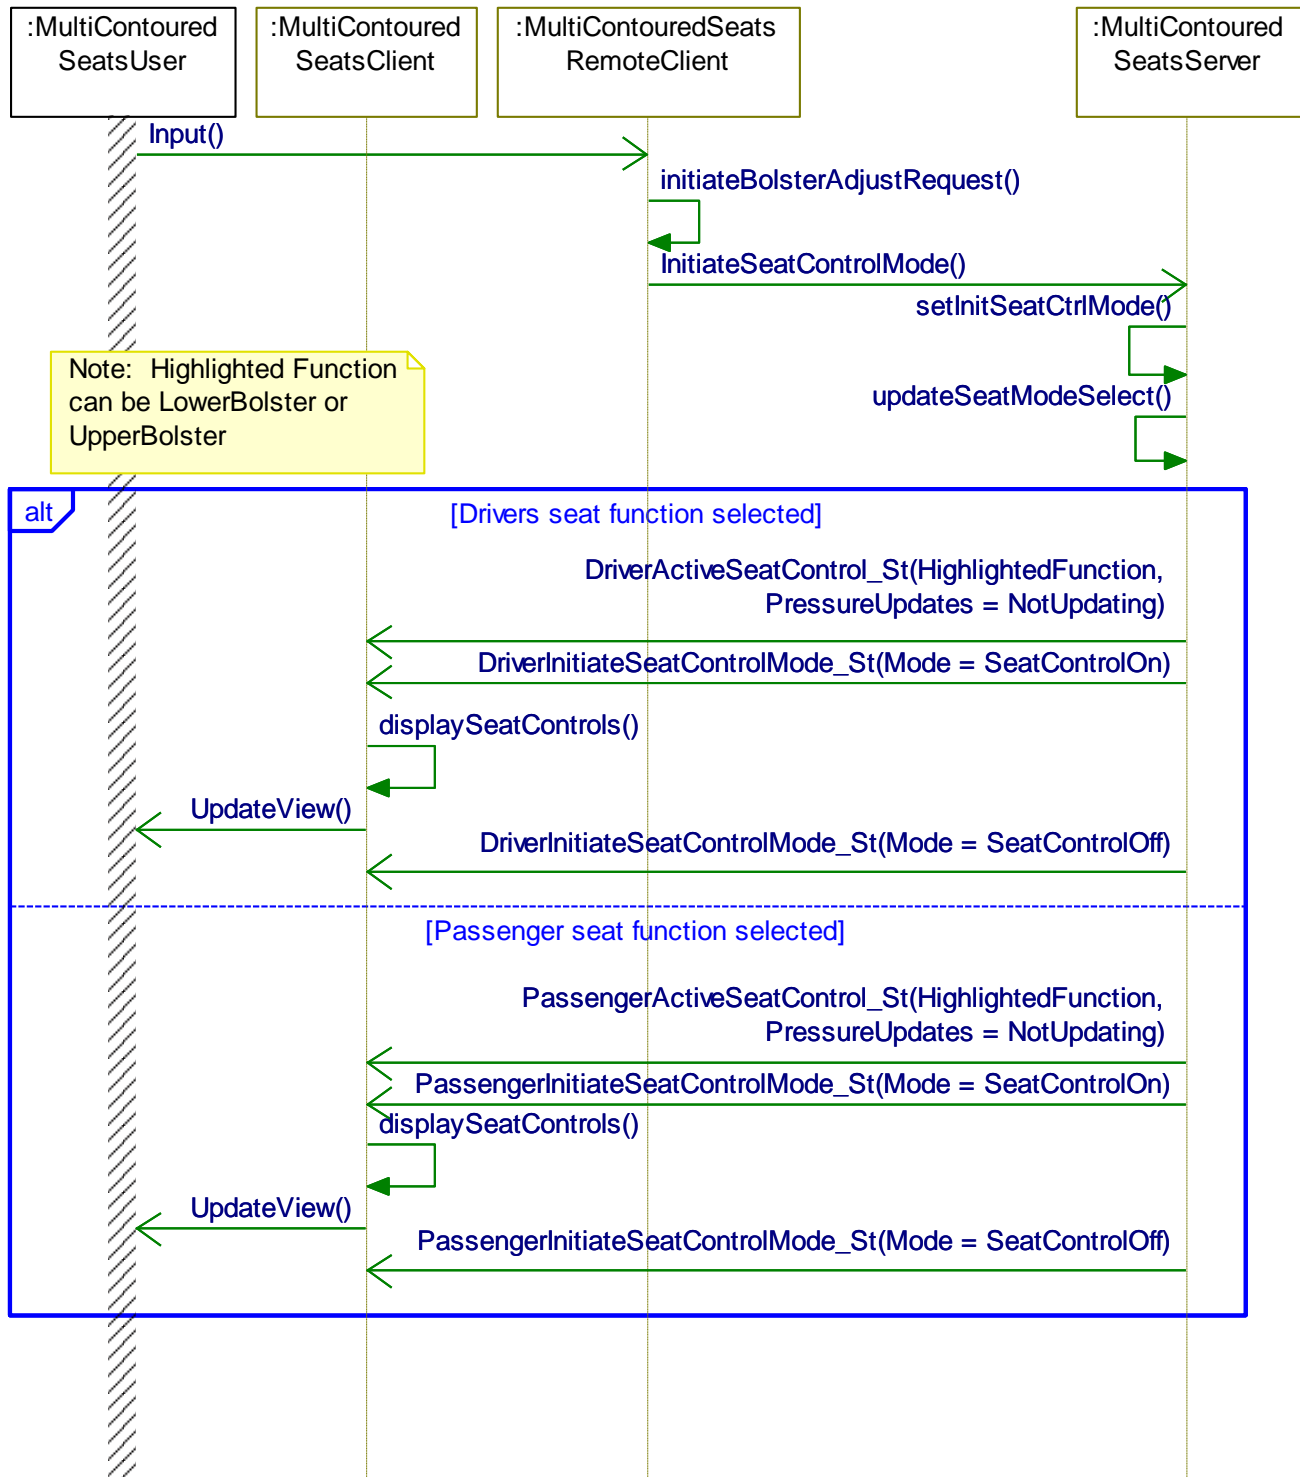 :MultiContoured
SeatsUser
:MultiContoured
SeatsClient
:MultiContouredSeats
RemoteClient
:MultiContoured
SeatsServer
Input()
initiateBolsterAdjustRequest()
InitiateSeatControlMode()
setInitSeatCtrlMode()
Note: Highlighted Function
can be LowerBolster or
UpperBolster
updateSeatModeSelect()
alt
[Drivers seat function selected]
DriverActiveSeatControl_St(HighlightedFunction,
PressureUpdates = NotUpdating)
DriverInitiateSeatControlMode_St(Mode = SeatControlOn)
displaySeatControls()
UpdateView()
DriverInitiateSeatControlMode_St(Mode = SeatControlOff)
[Passenger seat function selected]
PassengerActiveSeatControl_St(HighlightedFunction,
PressureUpdates = NotUpdating)
PassengerInitiateSeatControlMode_St(Mode = SeatControlOn)
displaySeatControls()
UpdateView()
PassengerInitiateSeatControlMode_St(Mode = SeatControlOff)